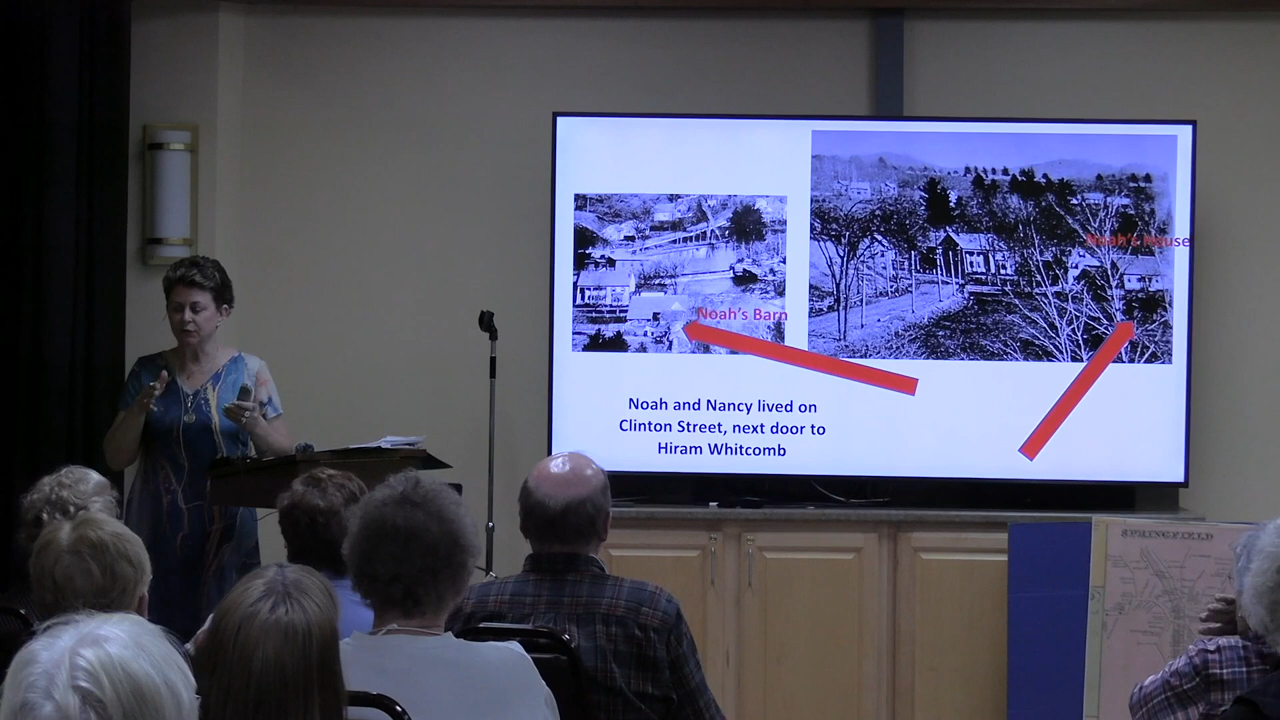 Noah's House
Noah's Barn
Noah and Nancy lived on
Clinton Street, next door to
Hiram Whitcomb
SPRINGFIELD